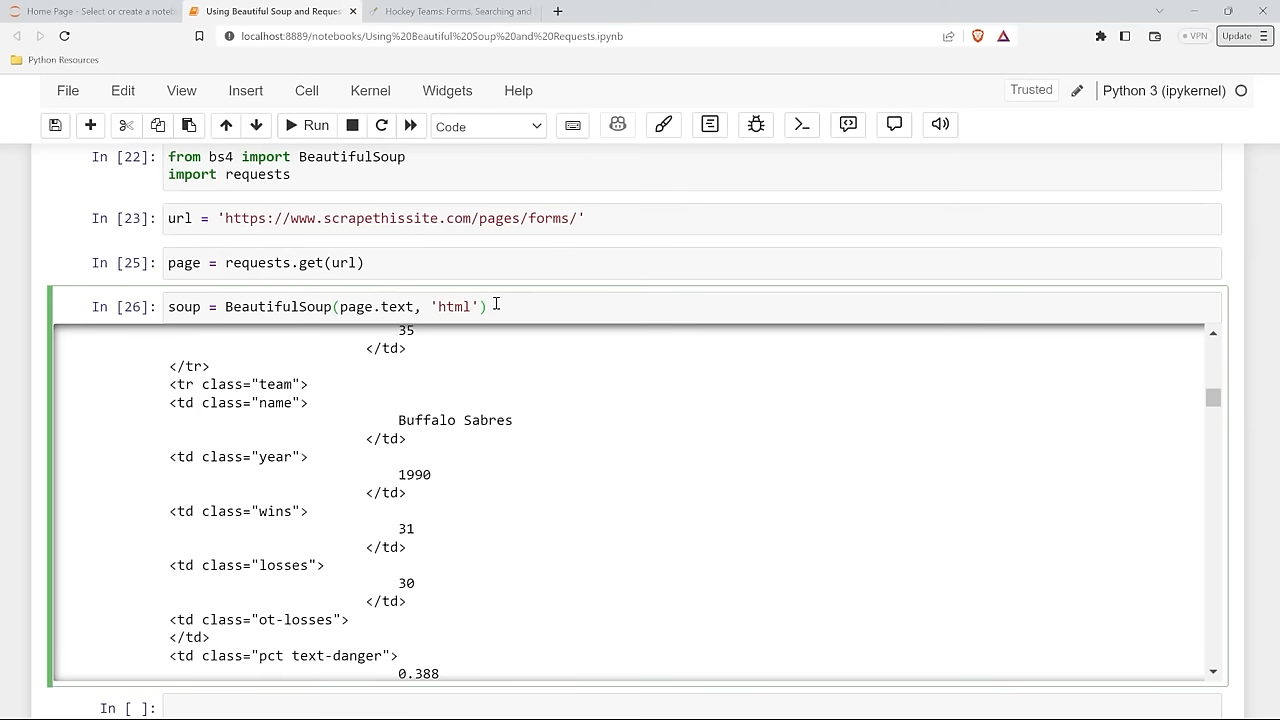 Home Page - Select or create a noteb
Using Beautiful Soup and Reques
Hockey Teams: Forms, Searching and
localhost:8889/notebooks/Using%20Beautiful%20Soup%20and%20Requests.ipynb
VPN
Update
Python Resources
File Edit View Insert Cell Kernel Widgets Help
Trusted
Python 3 (ipykernel)
Run
Code
In [22]: from bs4 import BeautifulSoup
import requests
In [23]: url = 'https://www.scrapethissite.com/pages/forms/'
In [25]: page = requests.get(url)
In [26]: soup = BeautifulSoup(page.text, 'html')
35
</td>
</tr>
<tr class="team">
<td class="name">
Buffalo Sabres
</td>
<td class="year">
1990
</td>
<td class="wins">
31
</td>
<td class="losses">
30
</td>
<td class="ot-losses">
</td>
<td class="pct text-danger">
0.388
In [ ]: